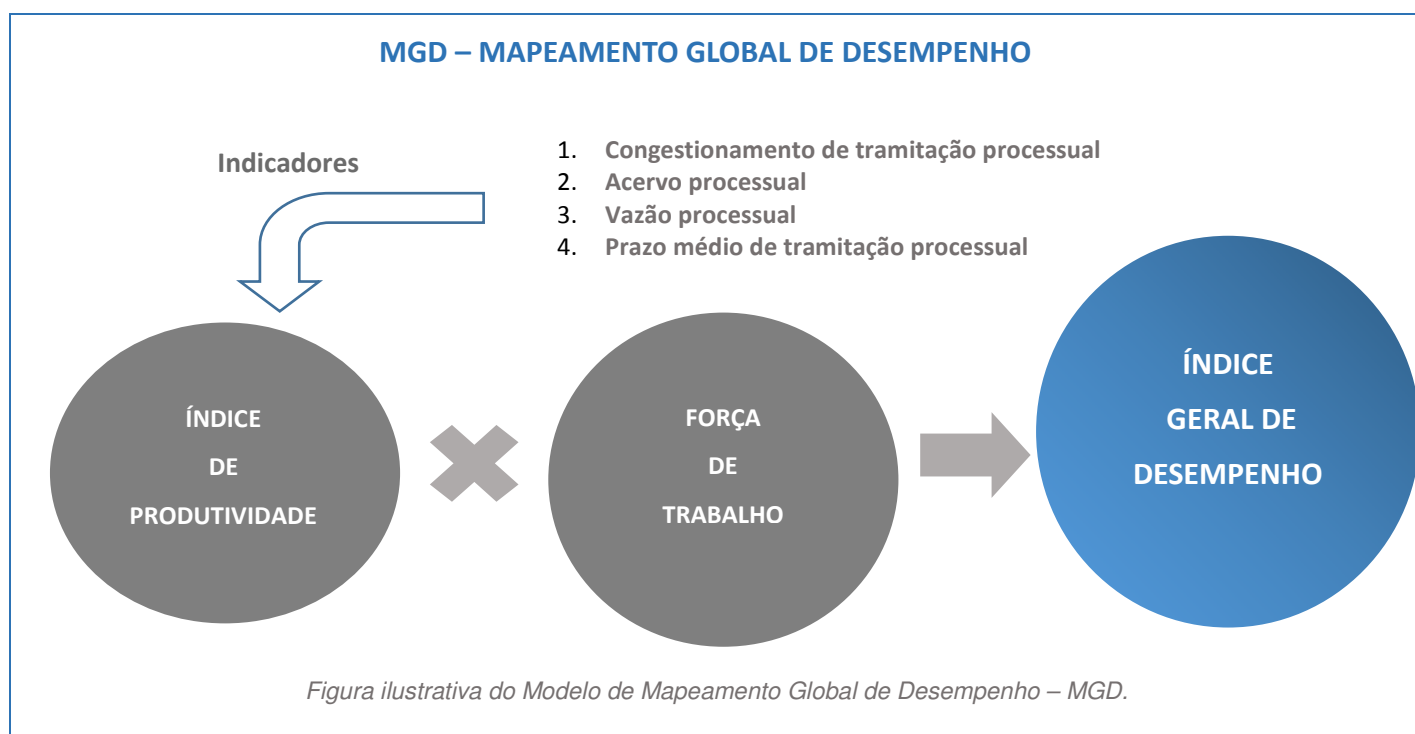 MGD – MAPEAMENTO GLOBAL DE DESEMPENHO
Indicadores
1. Congestionamento de tramitação processual
2. Acervo processual
3. Vazão processual
4. Prazo médio de tramitação processual
ÍNDICE
DE
PRODUTIVIDADE
FORÇA
DE
TRABALHO
ÍNDICE
GERAL DE
DESEMPENHO
Figura ilustrativa do Modelo de Mapeamento Global de Desempenho – MGD.